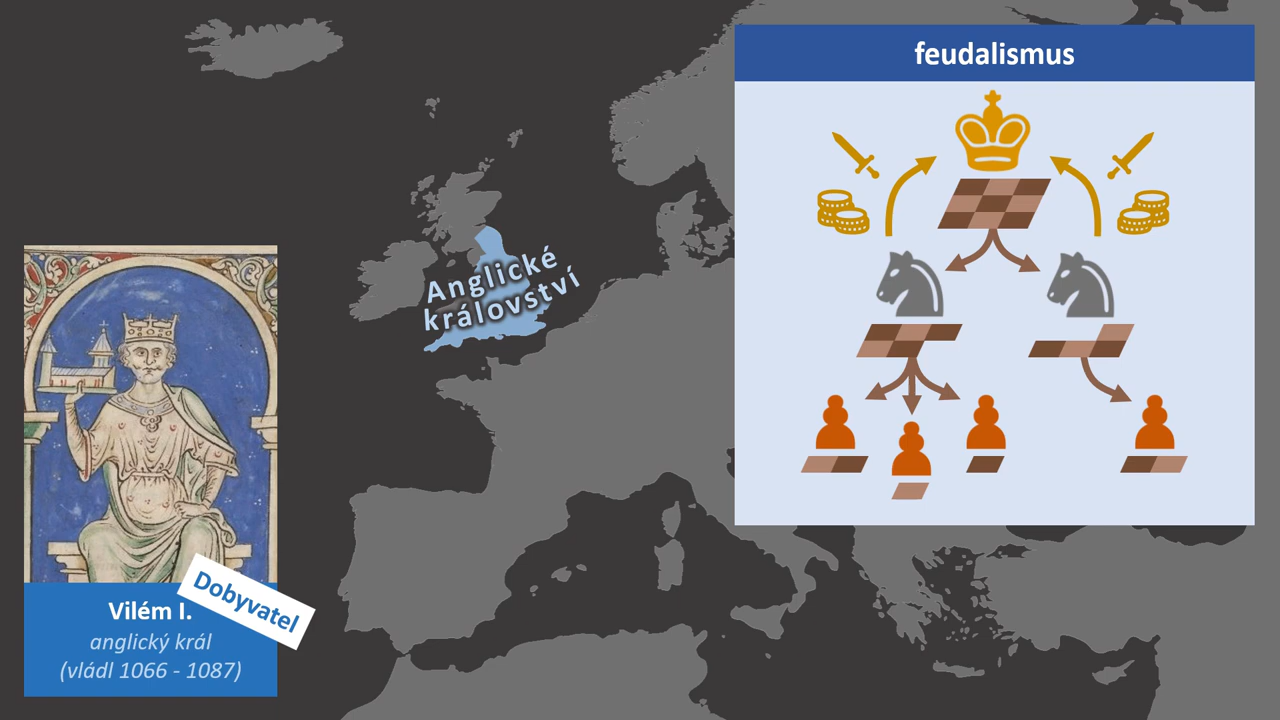 feudalismus
Anglické
království
Dobyvatel
Vilém I.
anglický král
(vládl 1066 - 1087)